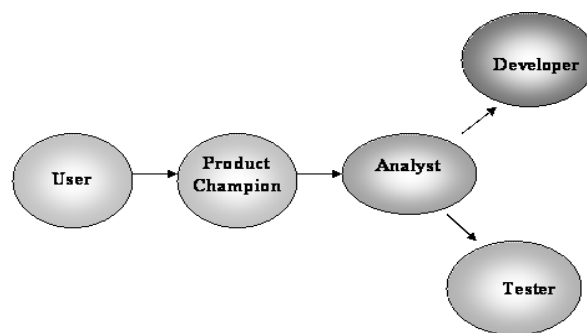 User
Product
Champion
Analyst
Developer
Tester